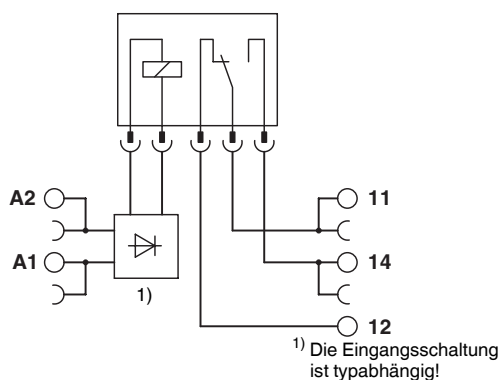 A2
11
A1
14
1)
12
1) Die Eingangsschaltung
ist typabhängig!